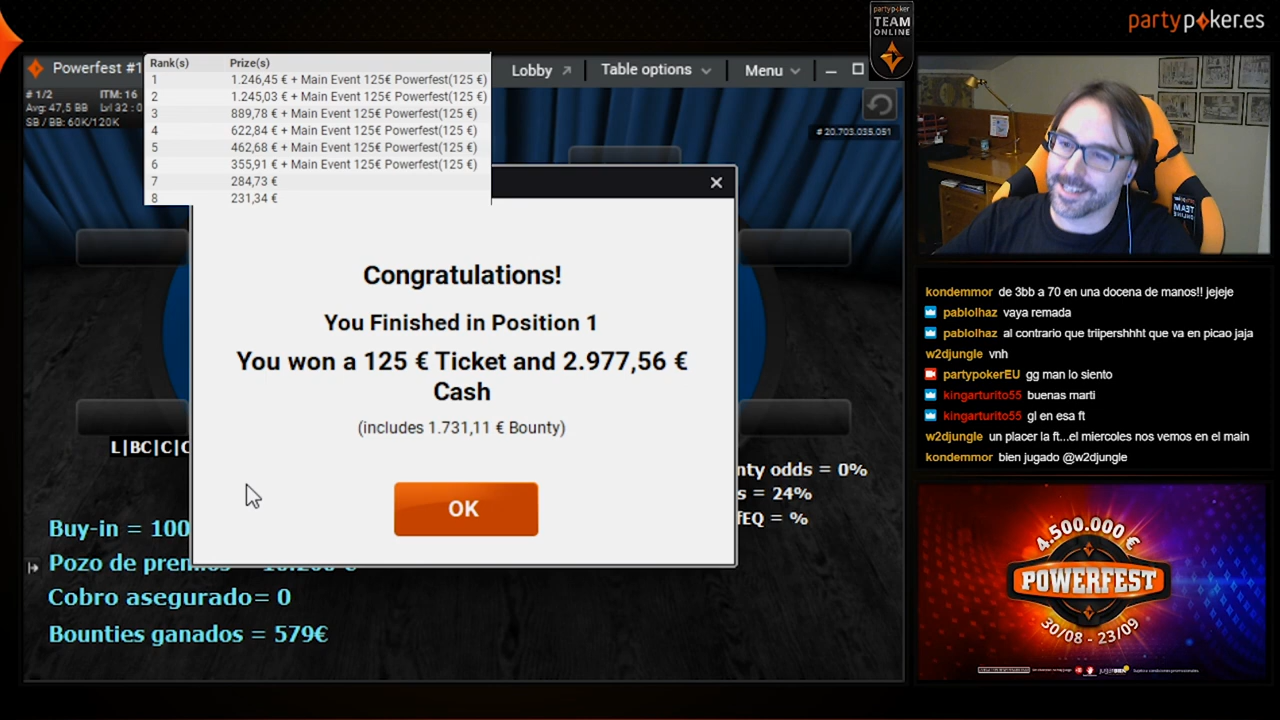 partypoker
TEAM
ONLINE
partypoker.es
Powerfest #1
Rank(s) Prize(s)
1 1.246,45 € + Main Event 125€ Powerfest(125 €)
2 1.245,03 € + Main Event 125€ Powerfest(125 €)
3 889,78 € + Main Event 125€ Powerfest(125 €)
4 622,84 € + Main Event 125€ Powerfest(125 €)
5 462,68 € + Main Event 125€ Powerfest(125 €)
6 355,91 € + Main Event 125€ Powerfest(125 €)
7 284,73 €
8 231,34 €
Lobby
Table options
Menu
# 1/2 ITM: 16
Avg: 47,5 BB Lvl 32 : 0
SB / BB: 60K/120K
# 20.703.035.051
Congratulations!
You Finished in Position 1
You won a 125 € Ticket and 2.977,56 €
Cash
(includes 1.731,11 € Bounty)
OK
L|BC|C|C
nty odds = 0%
s = 24%
fEQ = %
Buy-in = 100
Pozo de premios
Cobro asegurado= 0
Bounties ganados = 579€
kondemmor de 3bb a 70 en una docena de manos!! jejeje
pablolhaz vaya remada
pablolhaz al contrario que triipershhht que va en picao jaja
w2djungle vnh
partypokerEU gg man lo siento
kingarturito55 buenas marti
kingarturito55 gl en esa ft
w2djungle un placer la ft...el miercoles nos vemos en el main
kondemmor bien jugado @w2djungle
4.500.000 €
POWERFEST
30/08 - 23/09